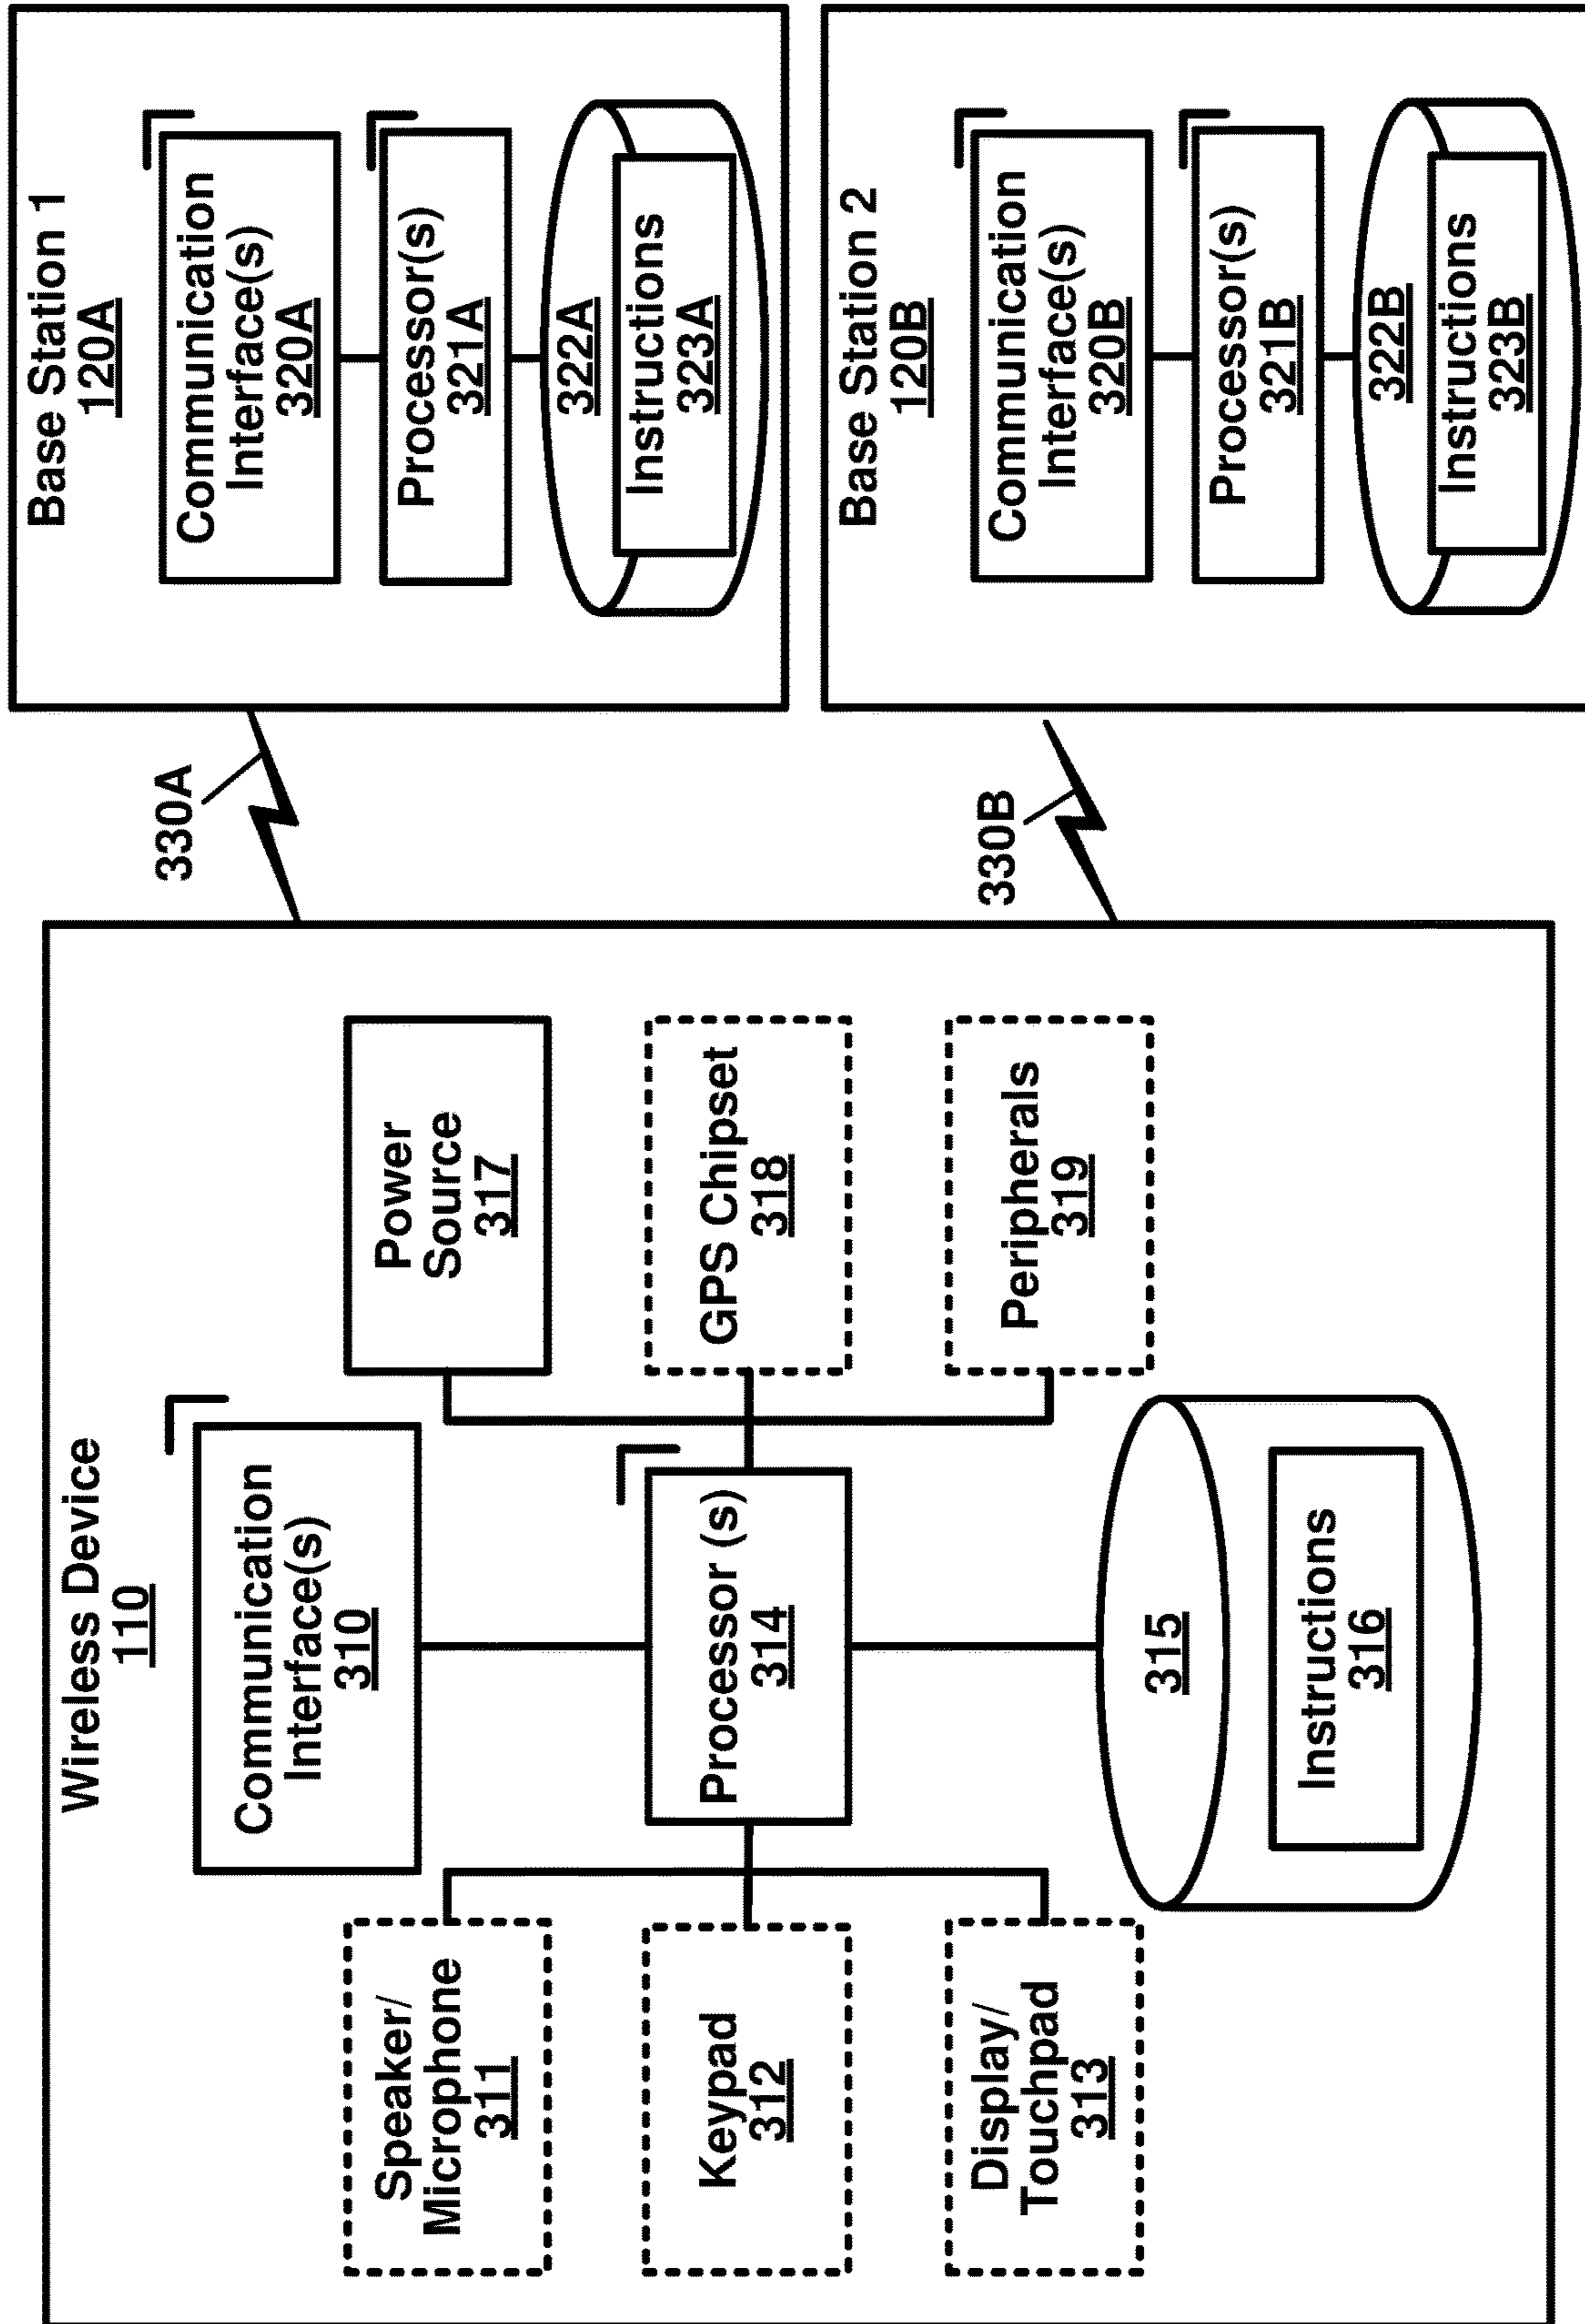 Wireless Device
110
Communication
Interface(s)
310
Speaker/
Microphone
311
Power
Source
317
Keypad
312
Processor (s)
314
GPS Chipset
318
Display/
Touchpad
313
Peripherals
319
315
Instructions
316
330A
330B
Base Station 1
120A
Communication
Interface(s)
320A
Processor(s)
321A
322A
Instructions
323A
Base Station 2
120B
Communication
Interface(s)
320B
Processor(s)
321B
322B
Instructions
323B